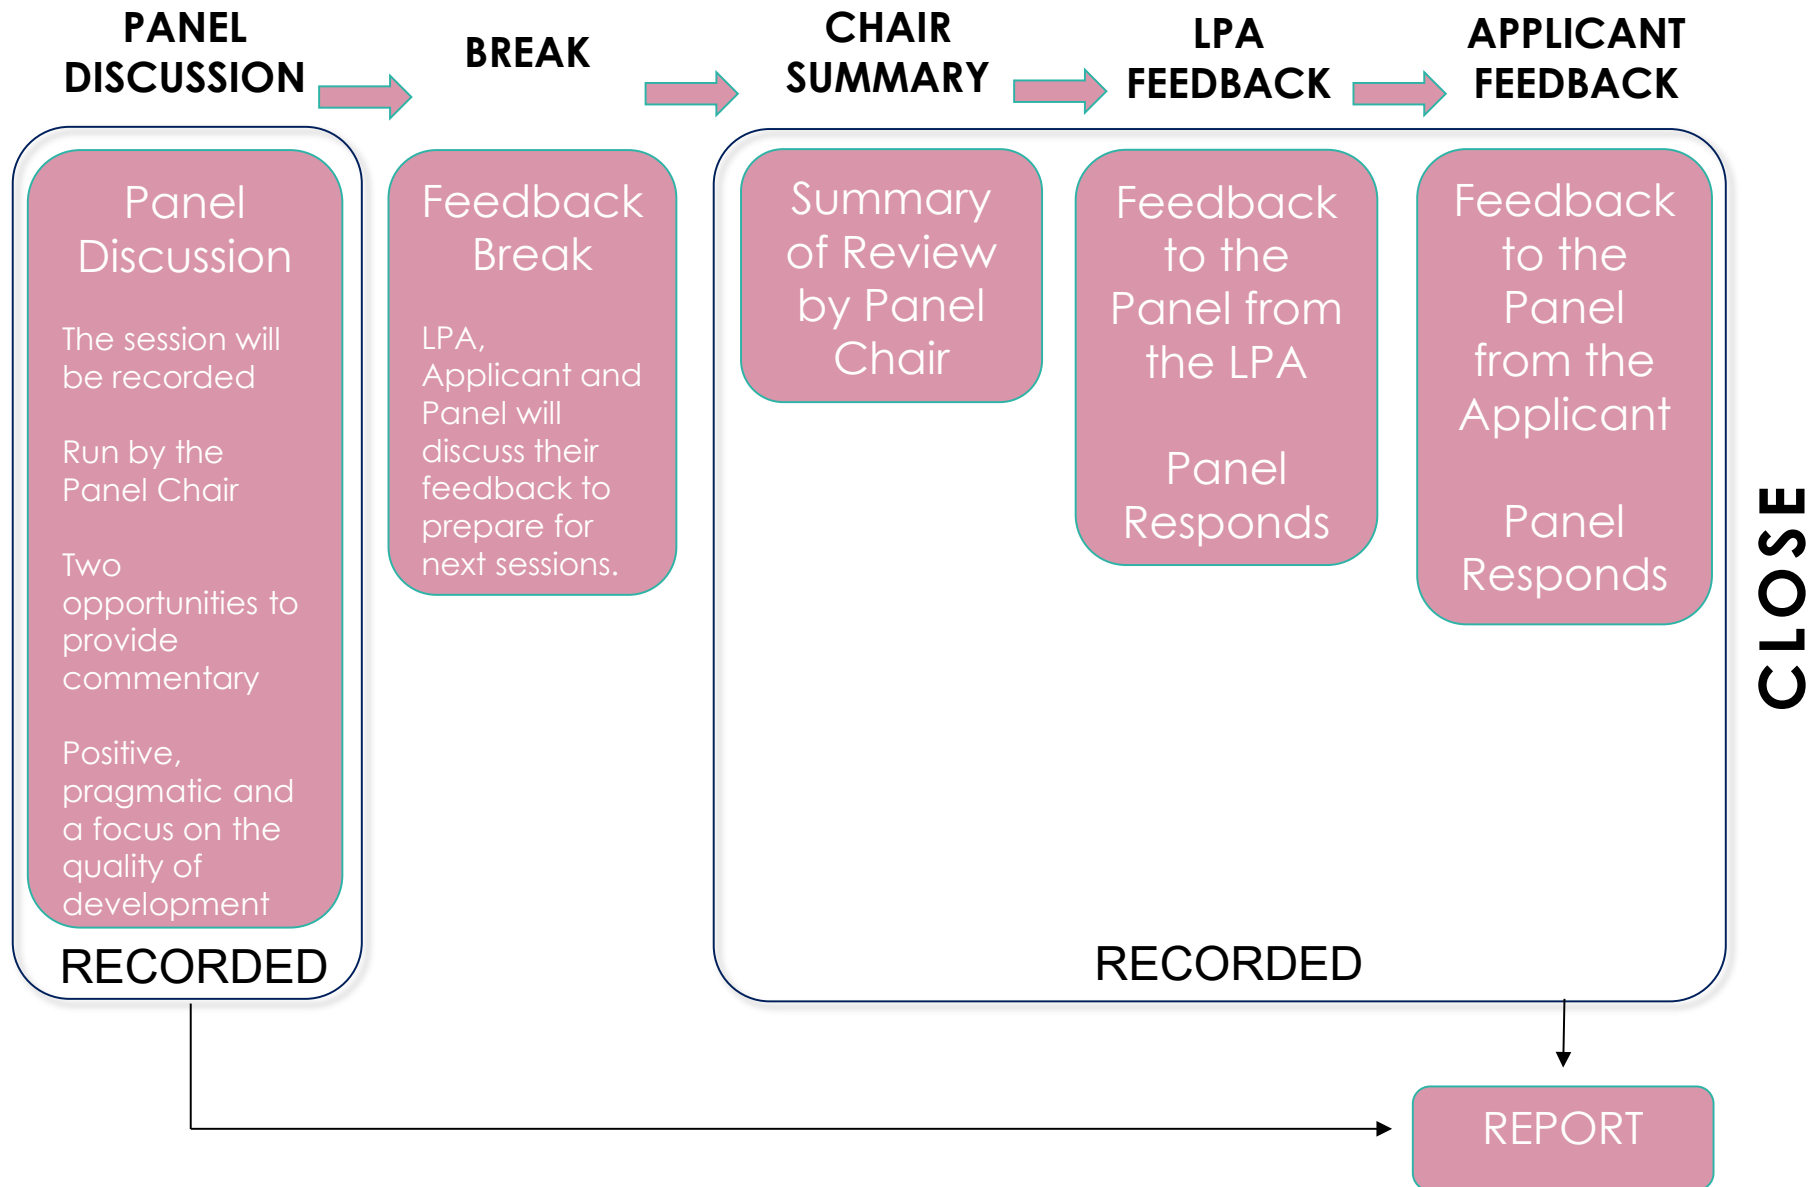 PANEL
DISCUSSION
BREAK
CHAIR
SUMMARY
LPA
FEEDBACK
APPLICANT
FEEDBACK
Panel
Discussion
The session will
be recorded
Run by the
Panel Chair
Two
opportunities to
provide
commentary
Positive,
pragmatic and
a focus on the
quality of
development
RECORDED
Feedback
Break
LPA,
Applicant and
Panel will
discuss their
feedback to
prepare for
next sessions.
Summary
of Review
by Panel
Chair
Feedback
to the
Panel from
the LPA
Panel
Responds
Feedback
to the
Panel
from the
Applicant
Panel
Responds
RECORDED
CLOSE
REPORT